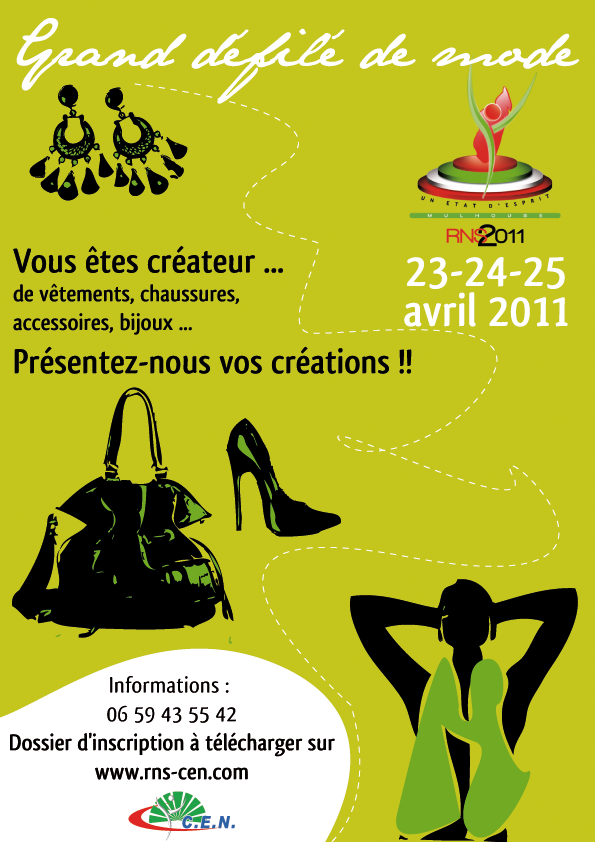 Grand défilé de mode
UN ETAT D'ESPRIT
MULHOUSE
RNS 2011
23-24-25
avril 2011
Vous êtes créateur ...
de vêtements, chaussures,
accessoires, bijoux ...
Présentez-nous vos créations !!
Informations :
06 59 43 55 42
Dossier d'inscription à télécharger sur
www.rns-cen.com
C.E.N.